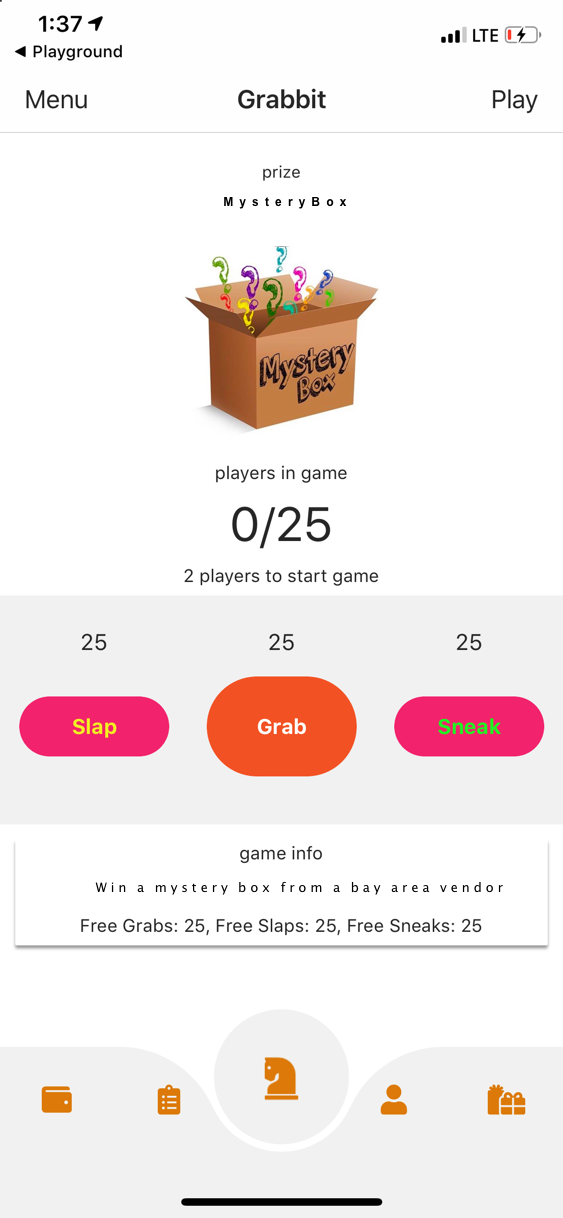 1:37
LTE
◀ Playground
Menu Grabbit Play
prize
MysteryBox
Mystery
Box
players in game
0/25
2 players to start game
25 25 25
Slap Grab Sneak
game info
Win a mystery box from a bay area vendor
Free Grabs: 25, Free Slaps: 25, Free Sneaks: 25